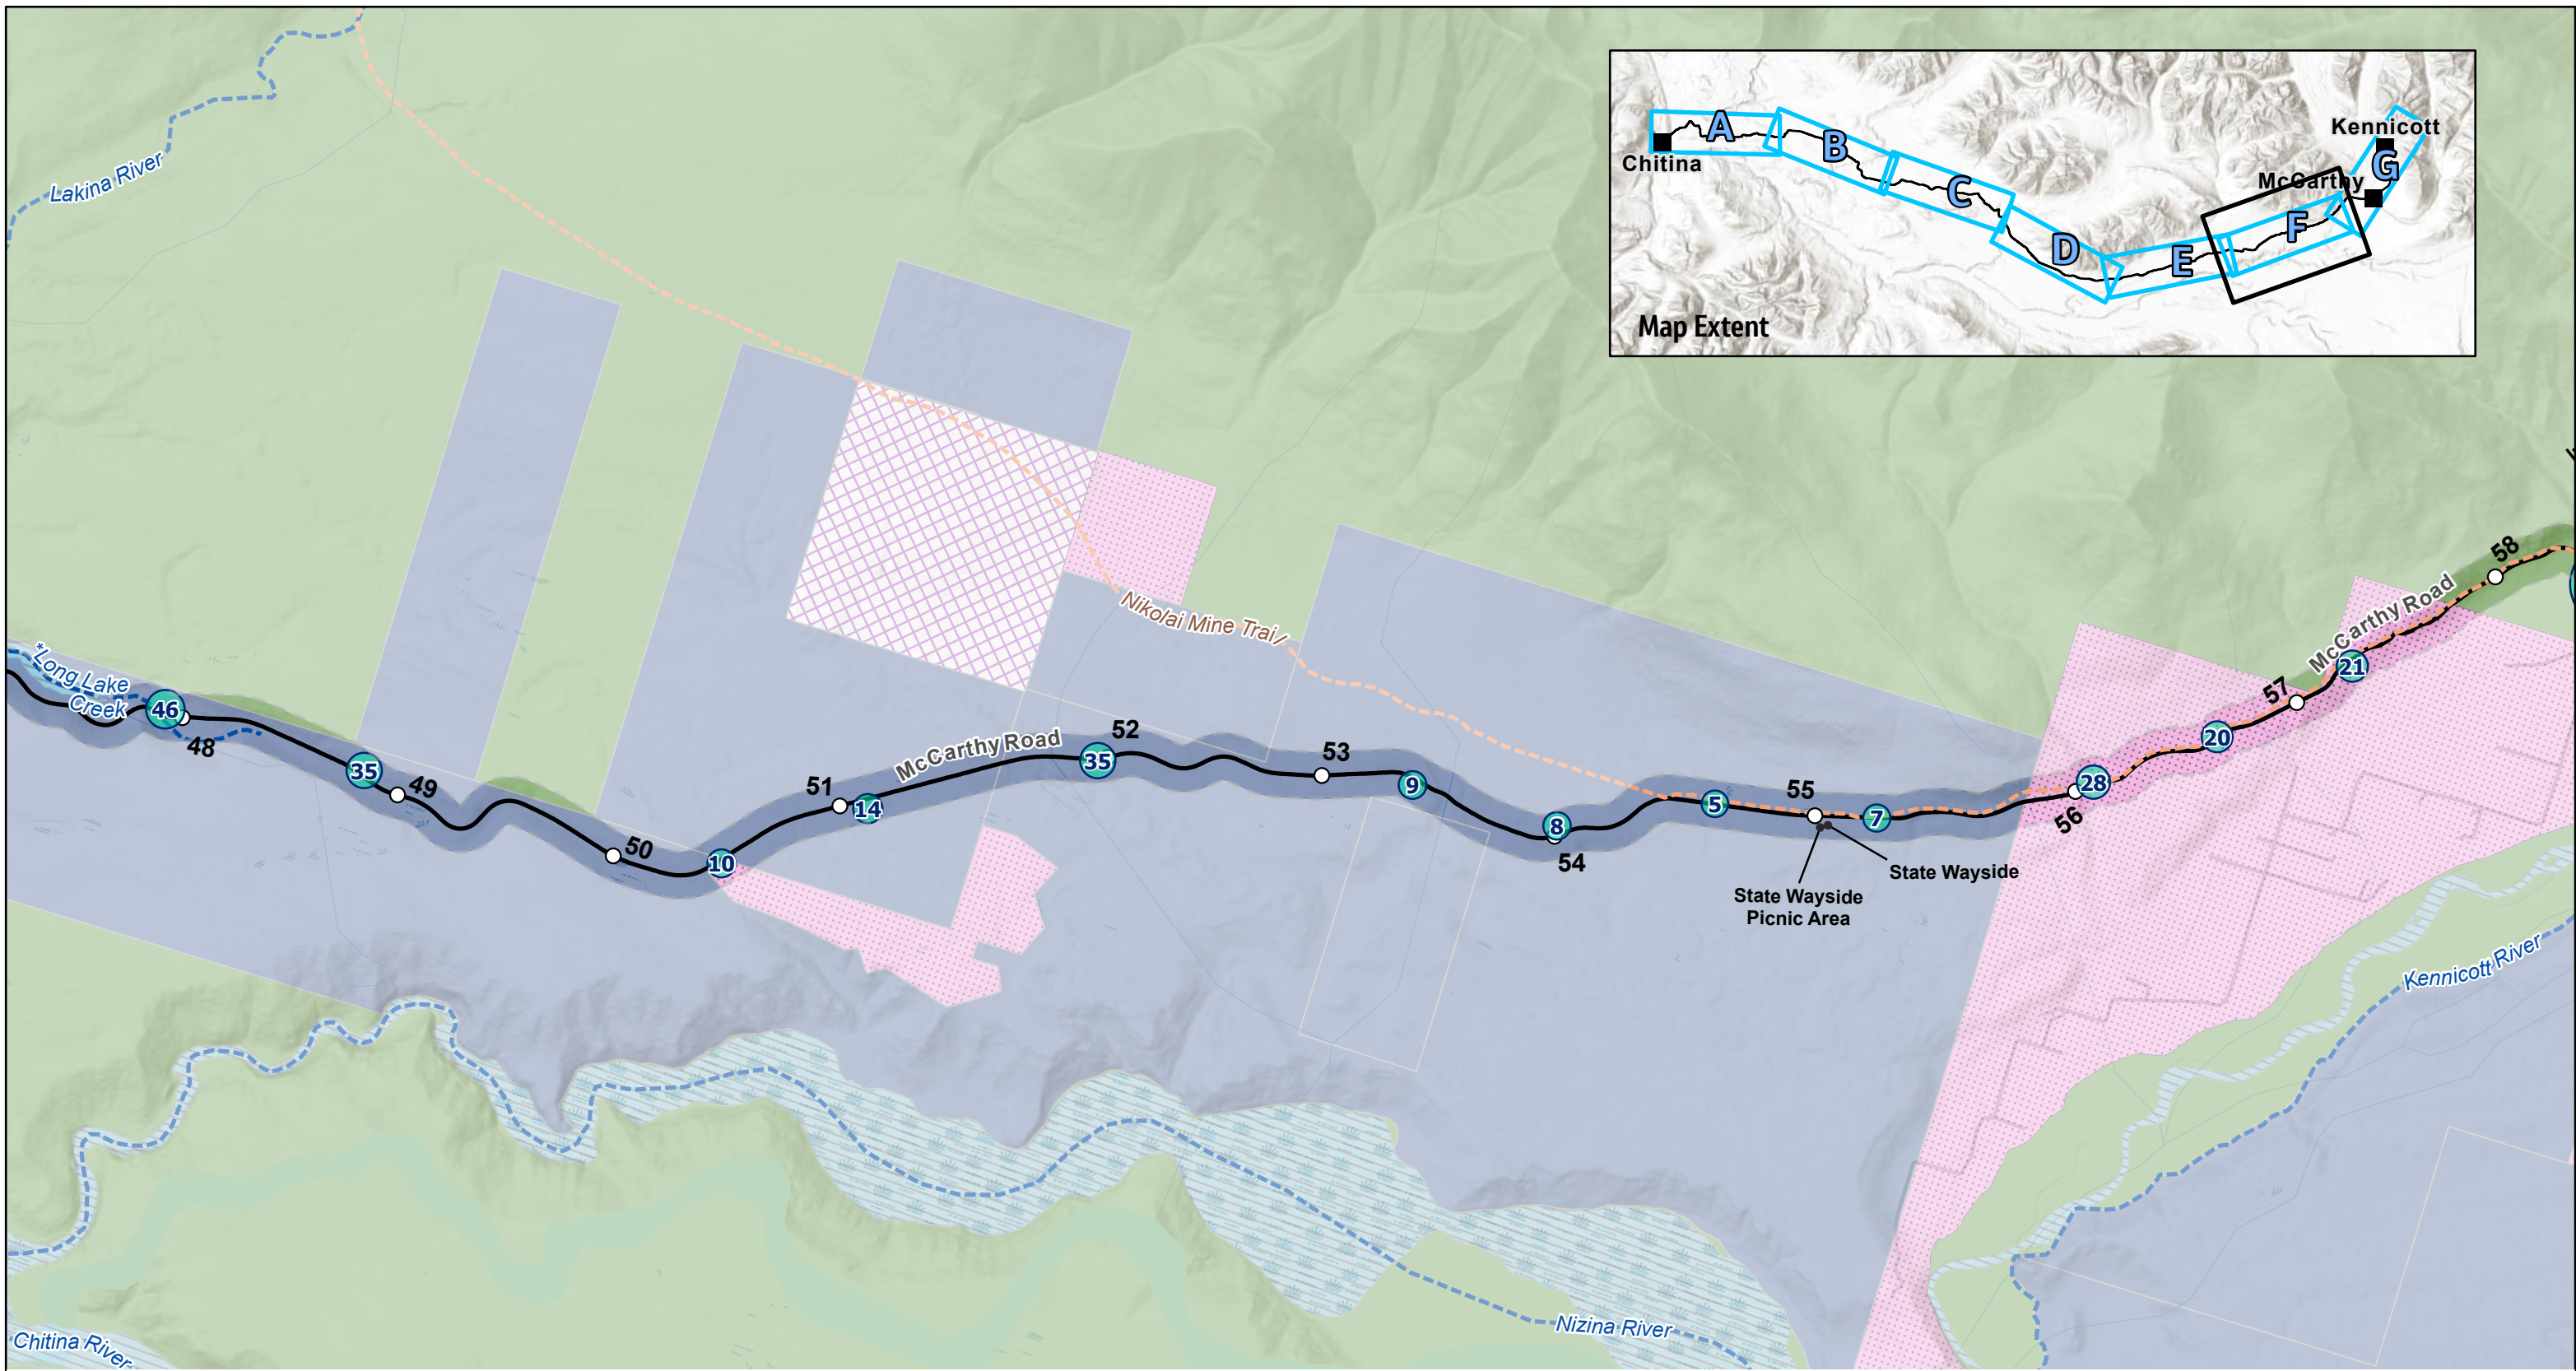 Lakina River
A
B
C
D
E
F
G
Chitina
Kennicott
McCarthy
Map Extent
Nikolai Mine Trail
*Long Lake
Creek
46
48
35
49
50
10
51
14
McCarthy Road
35
52
53
9
8
54
5
55
7
State Wayside
State Wayside
Picnic Area
56
28
20
57
21
McCarthy Road
58
Kennicott River
Nizina River
Chitina River